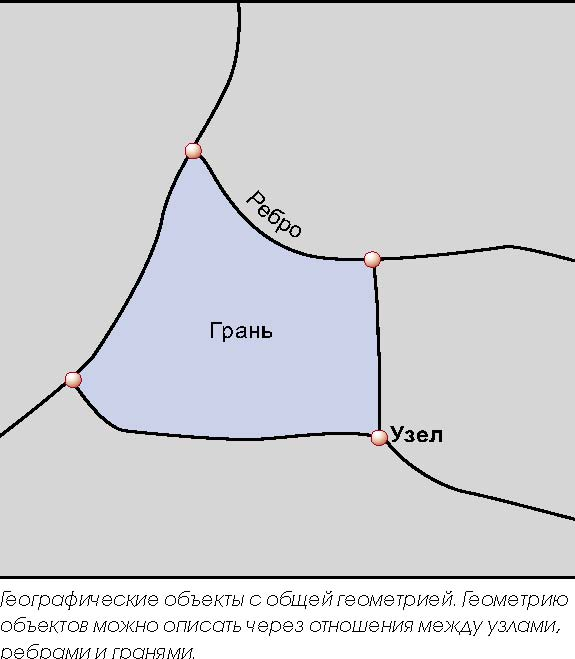 Ребро
Грань
Узел
Географические объекты с общей геометрией. Геометрию
объектов можно описать через отношения между узлами,
ребрами и гранями.